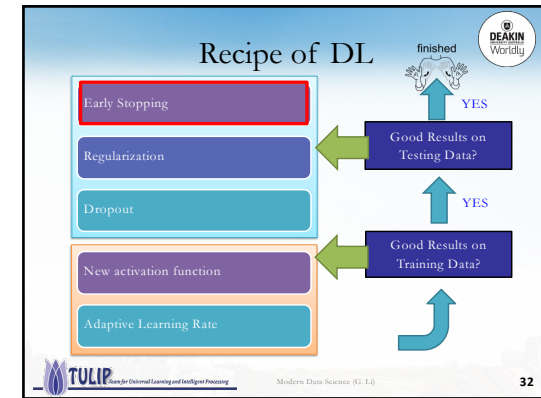 Recipe of DL
finished
DEAKIN
Worldly
Early Stopping
YES
Good Results on
Testing Data?
Regularization
Dropout
YES
Good Results on
Training Data?
New activation function
Adaptive Learning Rate
TULIP Team for Universal Learning and Intelligent Processing
Modern Data Science (G. Li)
32